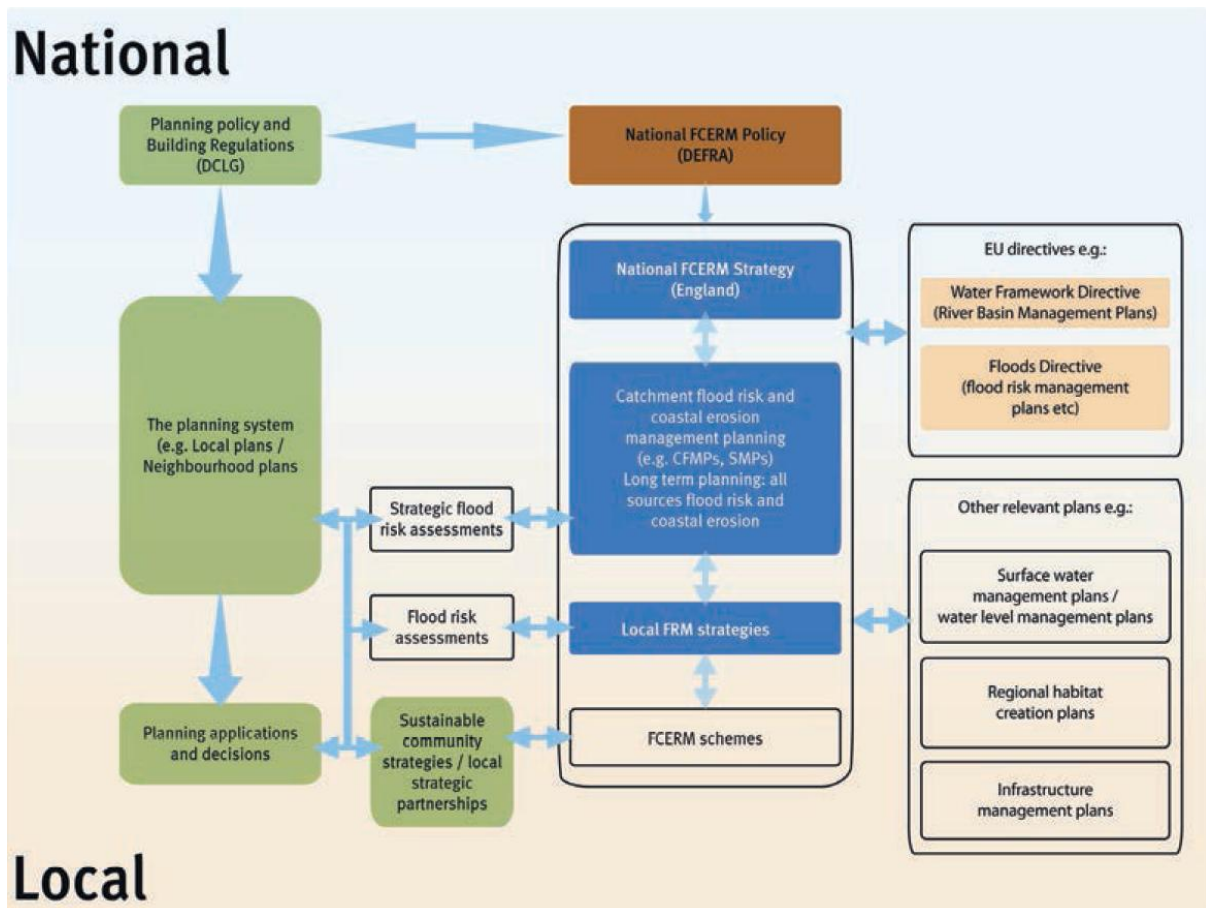 National
Planning policy and
Building Regulations
(DCLG)
National FCERM Policy
(DEFRA)
National FCERM Strategy
(England)
EU directives e.g.:
Water Framework Directive
(River Basin Management Plans)
Floods Directive
(flood risk management
plans etc)
The planning system
(e.g. Local plans /
Neighbourhood plans
Catchment flood risk and
coastal erosion
management planning
(e.g. CFMPs, SMPs)
Long term planning: all
sources flood risk and
coastal erosion
Strategic flood
risk assessments
Other relevant plans e.g.:
Surface water
management plans /
water level management plans
Flood risk
assessments
Local FRM strategies
Regional habitat
creation plans
Planning applications
and decisions
Sustainable
community
strategies / local
strategic
partnerships
FCERM schemes
Infrastructure
management plans
Local